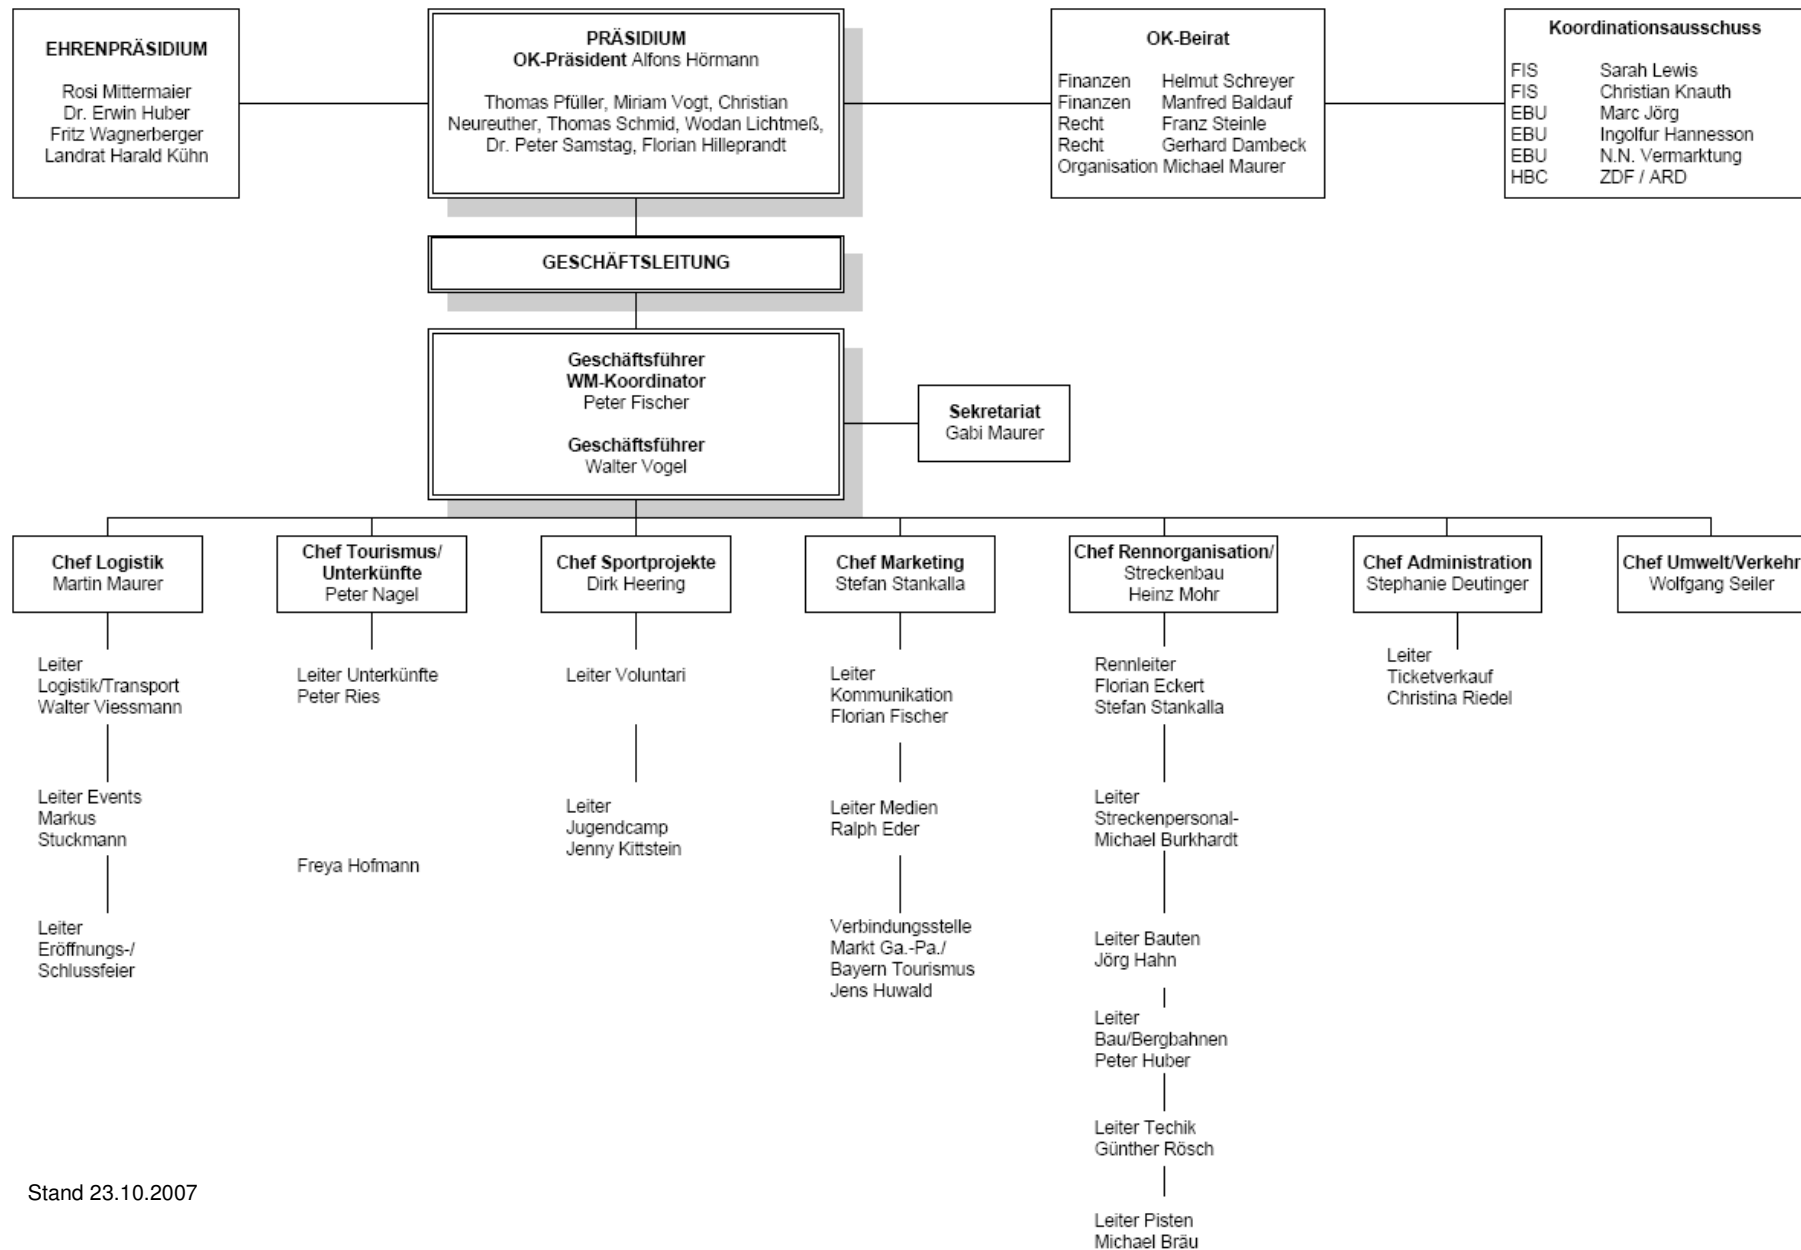 EHRENPRÄSIDIUM
Rosi Mittermaier
Dr. Erwin Huber
Fritz Wagnerberger
Landrat Harald Kühn
PRÄSIDIUM
OK-Präsident Alfons Hörmann
Thomas Pfüller, Miriam Vogt, Christian
Neureuther, Thomas Schmid, Wodan Lichtmeß,
Dr. Peter Samstag, Florian Hilleprandt
OK-Beirat
Finanzen Helmut Schreyer
Finanzen Manfred Baldauf
Recht Franz Steinle
Recht Gerhard Dambeck
Organisation Michael Maurer
Koordinationsausschuss
FIS Sarah Lewis
FIS Christian Knauth
EBU Marc Jörg
EBU Ingolfur Hannesson
EBU N.N. Vermarktung
HBC ZDF / ARD
GESCHÄFTSLEITUNG
Geschäftsführer
WM-Koordinator
Peter Fischer
Geschäftsführer
Walter Vogel
Sekretariat
Gabi Maurer
Chef Logistik
Martin Maurer
Leiter
Logistik/Transport
Walter Viessmann
Leiter Events
Markus
Stuckmann
Leiter
Eröffnungs-/
Schlussfeier
Chef Tourismus/
Unterkünfte
Peter Nagel
Leiter Unterkünfte
Peter Ries
Freya Hofmann
Chef Sportprojekte
Dirk Heering
Leiter Voluntari
Leiter
Jugendcamp
Jenny Kittstein
Chef Marketing
Stefan Stankalla
Leiter
Kommunikation
Florian Fischer
Leiter Medien
Ralph Eder
Verbindungsstelle
Markt Ga.-Pa./
Bayern Tourismus
Jens Huwald
Chef Rennorganisation/
Streckenbau
Heinz Mohr
Rennleiter
Florian Eckert
Stefan Stankalla
Leiter
Streckenpersonal-
Michael Burkhardt
Leiter Bauten
Jörg Hahn
Leiter
Bau/Bergbahnen
Peter Huber
Leiter Techik
Günther Rösch
Leiter Pisten
Michael Bräu
Chef Administration
Stephanie Deutinger
Leiter
Ticketverkauf
Christina Riedel
Chef Umwelt/Verkehr
Wolfgang Seiler
Stand 23.10.2007